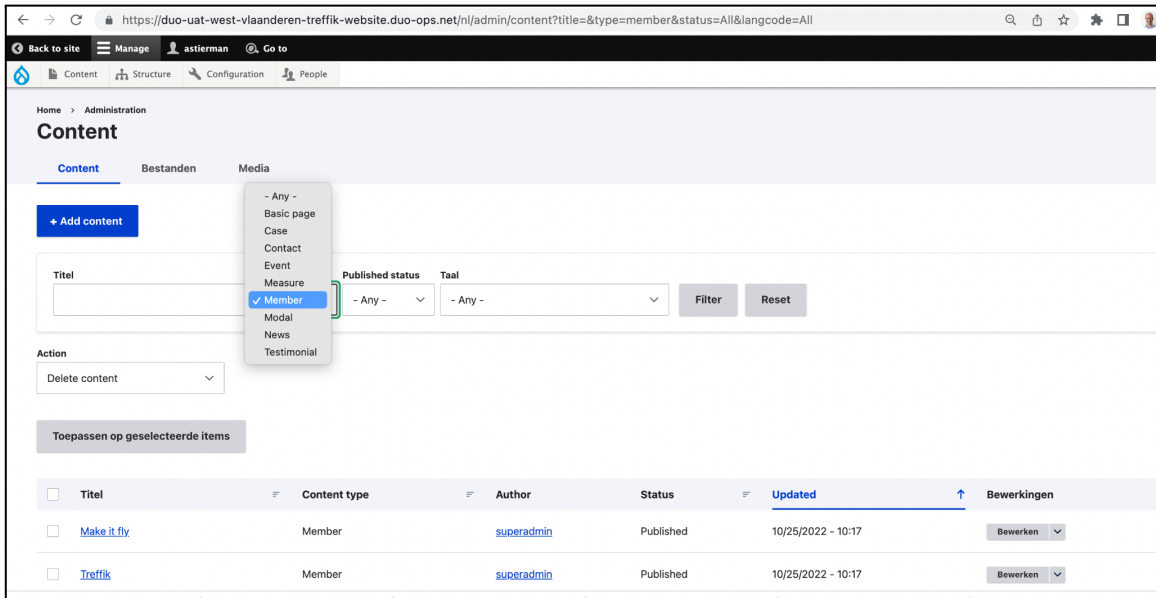 https://duo-uat-west-vlaanderen-treffik-website.duo-ops.net/nl/admin/content?title=&type=member&status=All&langcode=All
Back to site Manage astierman Go to
Content Structure Configuration People
Home > Administration
Content
Content Bestanden Media
- Any -
Basic page
Case
Contact
Event
Measure
✓ Member
Modal
News
Testimonial
+ Add content
Titel Published status Taal
- Any - - Any - Filter Reset
Action
Delete content
Toepassen op geselecteerde items
Titel Content type Author Status Updated Bewerkingen
Make it fly Member superadmin Published 10/25/2022 - 10:17 Bewerken
Treffik Member superadmin Published 10/25/2022 - 10:17 Bewerken